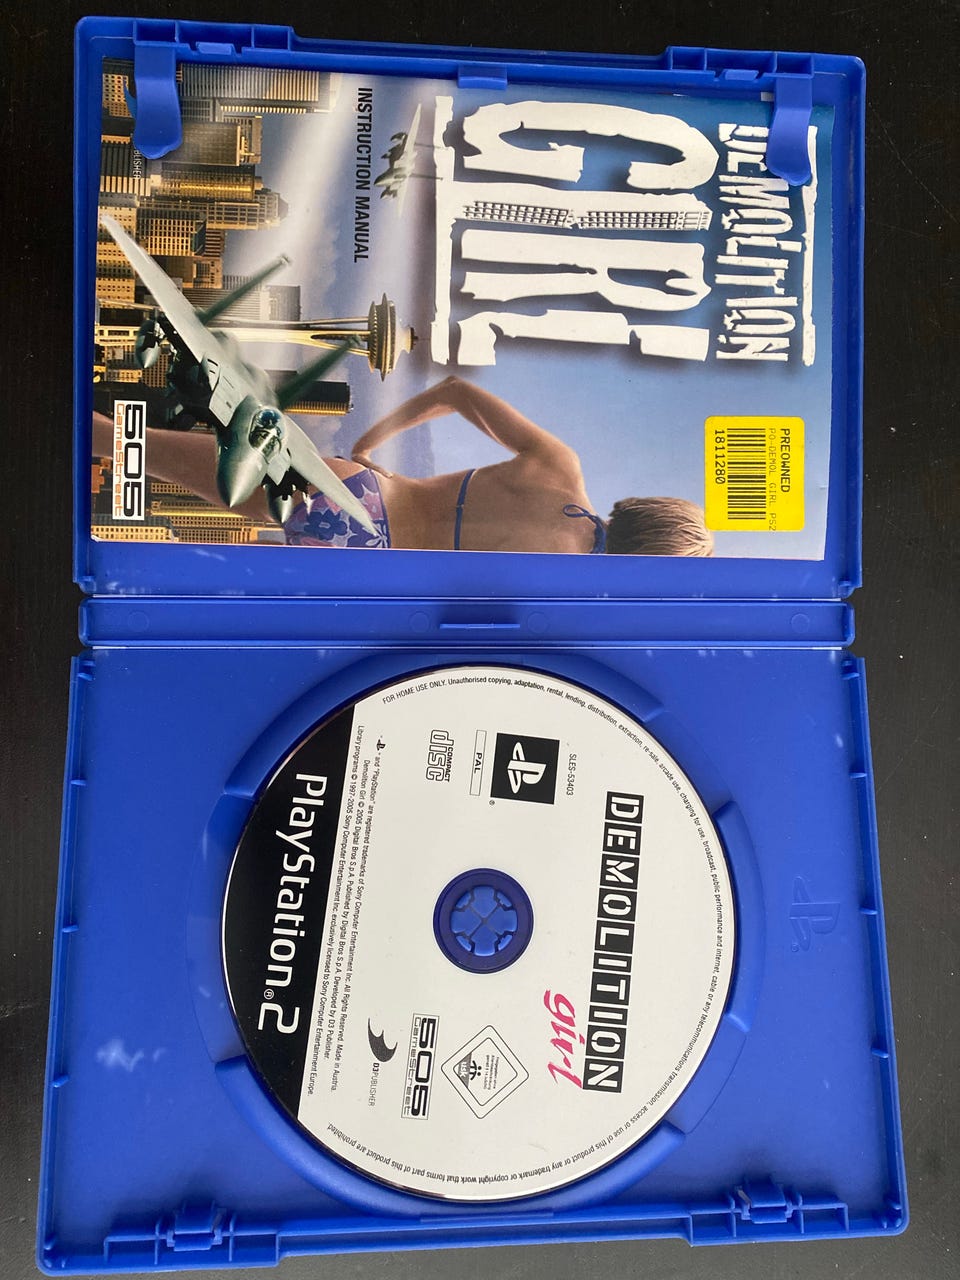 DEMOLITION
GIRL
INSTRUCTION MANUAL
PREOWNED
PO-DEMOL GIRL PS2
1811280
505
GameStreet
FOR HOME USE ONLY. Unauthorised copying, adaptation, rental, lending, distribution, extraction, re-sale, arcade use, charging for use, broadcast, public performance and internet, cable or any telecommunications transmission, access or use of this product or any trademark or copyright work that forms part of this product are prohibited.
DEMOLITION
girl
SLES-53403
®
PAL
COMPACT
disc
505
GameStreet
D3PUBLISHER
" " and "PlayStation" are registered trademarks of Sony Computer Entertainment Inc. All Rights Reserved. Made in Austria.
Demolition Girl © 2005 Digital Bros S.p.A. Published by Digital Bros S.p.A. Developed by D3 Publisher.
Library programs © 1997-2005 Sony Computer Entertainment Inc. exclusively licensed to Sony Computer Entertainment Europe.
PlayStation®2